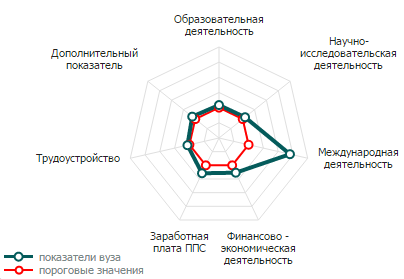 Образовательная
деятельность
Научно-
исследовательская
деятельность
Дополнительный
показатель
Трудоустройство
Международная
деятельность
Заработная
плата ППС
Финансово -
экономическая
деятельность
показатели вуза
пороговые значения